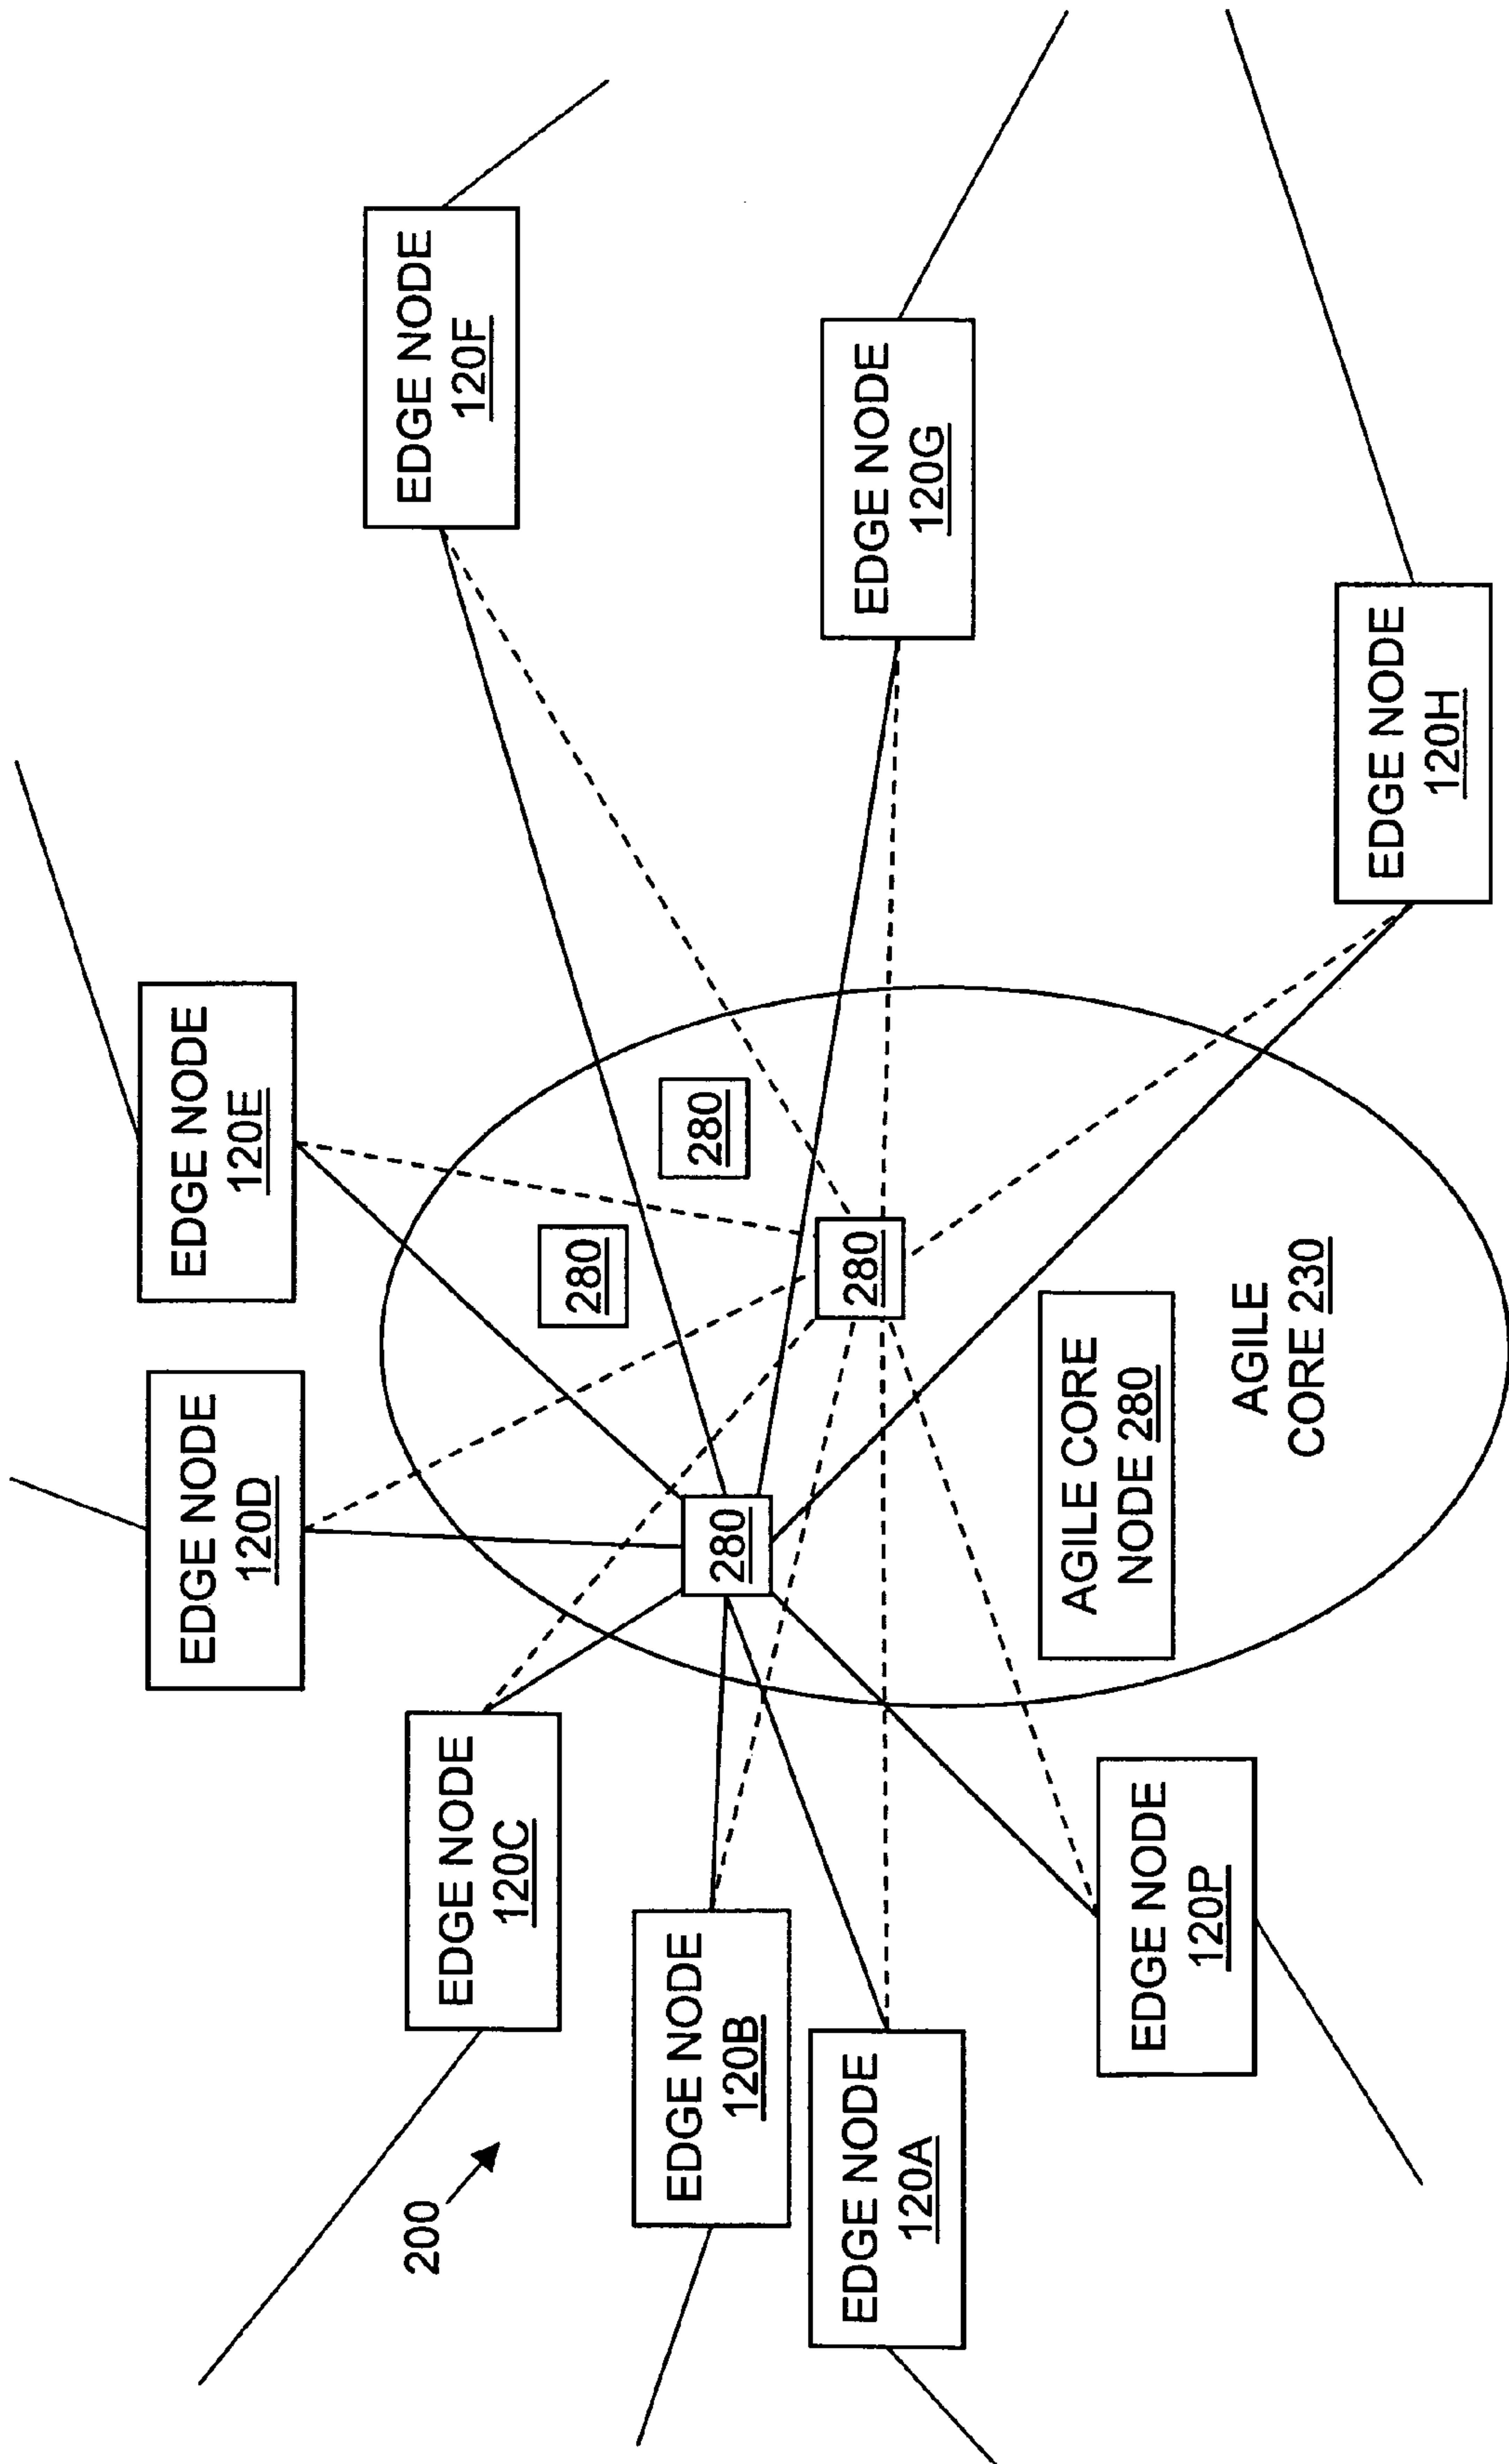 200
EDGE NODE
120C
EDGE NODE
120D
EDGE NODE
120E
EDGE NODE
120F
EDGE NODE
120B
EDGE NODE
120A
EDGE NODE
120P
EDGE NODE
120G
EDGE NODE
120H
280
280
280
280
AGILE CORE
NODE 280
AGILE
CORE 230